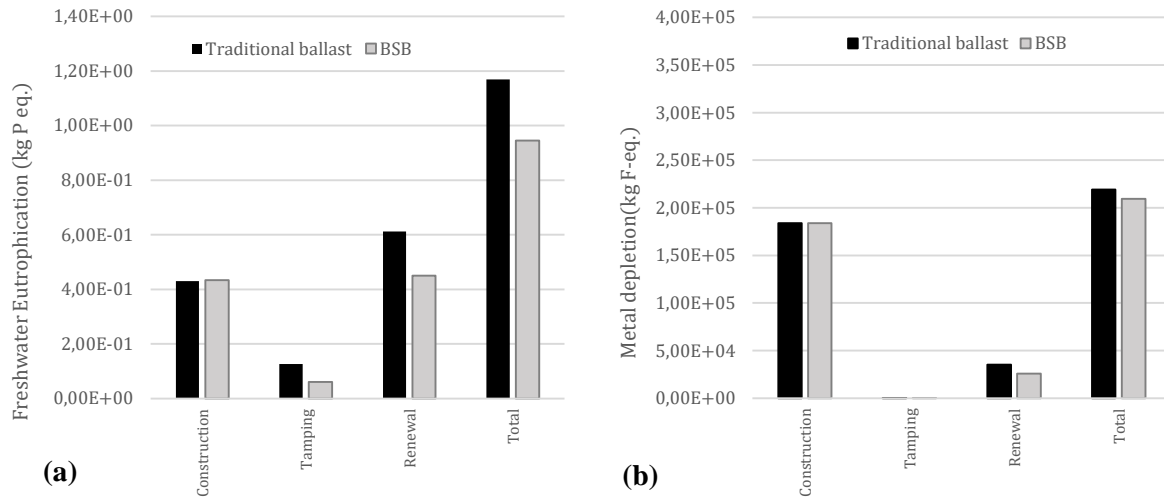 Freshwater Eutrophication (kg P eq.)
1,40E+00
1,20E+00
1,00E+00
8,00E-01
6,00E-01
4,00E-01
2,00E-01
0,00E+00
Traditional ballast
BSB
Construction
Tamping
Renewal
Total
(a)
Metal depletion(kg F-eq.)
4,00E+05
3,50E+05
3,00E+05
2,50E+05
2,00E+05
1,50E+05
1,00E+05
5,00E+04
0,00E+00
Traditional ballast
BSB
Construction
Tamping
Renewal
Total
(b)